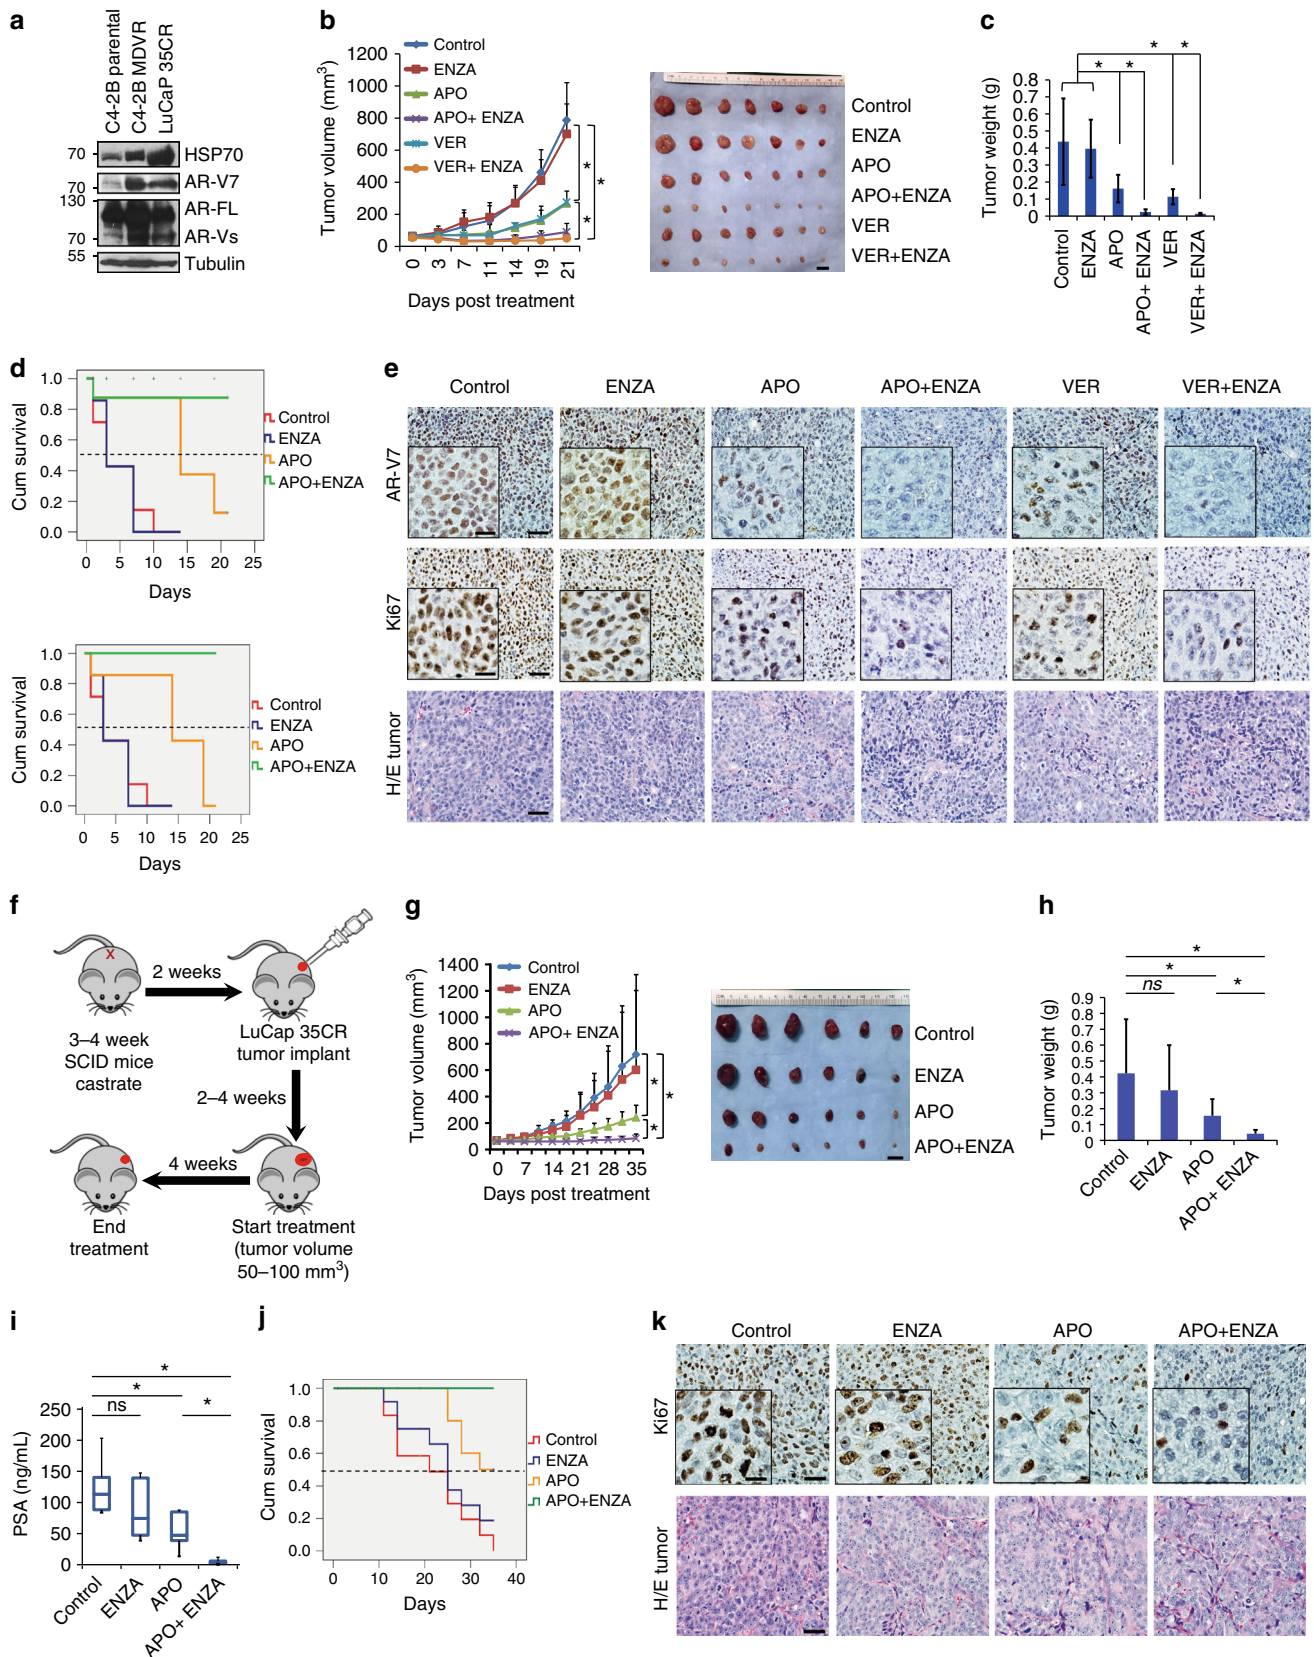 a
C4-2B parental
C4-2B MDVR
LuCaP 35CR
70
HSP70
70
AR-V7
130
AR-FL
70
AR-Vs
55
Tubulin
b
Tumor volume (mm3)
1200
1000
800
600
400
200
0
Control
ENZA
APO
APO+ ENZA
VER
VER+ ENZA
*
*
*
0 3 7 11 14 19 21
Days post treatment
Control
ENZA
APO
APO+ENZA
VER
VER+ENZA
c
* *
* *
Tumor weight (g)
0.8
0.7
0.6
0.5
0.4
0.3
0.2
0.1
0
Control
ENZA
APO
APO+ ENZA
VER
VER+ ENZA
d
Cum survival
1.0
0.8
0.6
0.4
0.2
0.0
Control
ENZA
APO
APO+ENZA
0 5 10 15 20 25
Days
Cum survival
1.0
0.8
0.6
0.4
0.2
0.0
Control
ENZA
APO
APO+ENZA
0 5 10 15 20 25
Days
e
Control ENZA APO APO+ENZA VER VER+ENZA
AR-V7
Ki67
H/E tumor
f
X
2 weeks
3–4 week
SCID mice
castrate
LuCap 35CR
tumor implant
2–4 weeks
4 weeks
End
treatment
Start treatment
(tumor volume
50–100 mm3)
g
Tumor volume (mm3)
1400
1200
1000
800
600
400
200
0
Control
ENZA
APO
APO+ ENZA
*
*
*
0 7 14 21 28 35
Days post treatment
Control
ENZA
APO
APO+ENZA
h
*
*
ns *
Tumor weight (g)
0.9
0.8
0.7
0.6
0.5
0.4
0.3
0.2
0.1
0
Control
ENZA
APO
APO+ ENZA
i
*
*
ns *
PSA (ng/mL)
250
200
150
100
50
0
Control
ENZA
APO
APO+ ENZA
j
Cum survival
1.0
0.8
0.6
0.4
0.2
0.0
Control
ENZA
APO
APO+ENZA
0 10 20 30 40
Days
k
Control ENZA APO APO+ENZA
Ki67
H/E tumor